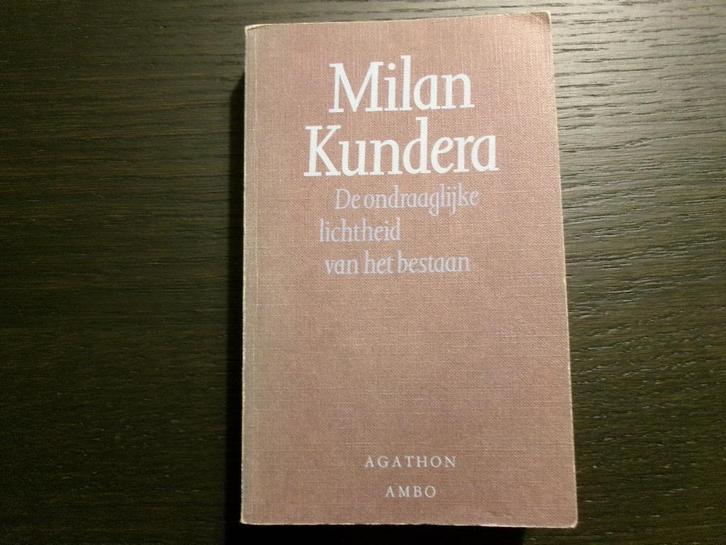 Milan
Kundera
De ondraaglijke
lichtheid
van het bestaan
AGATHON
AMBO